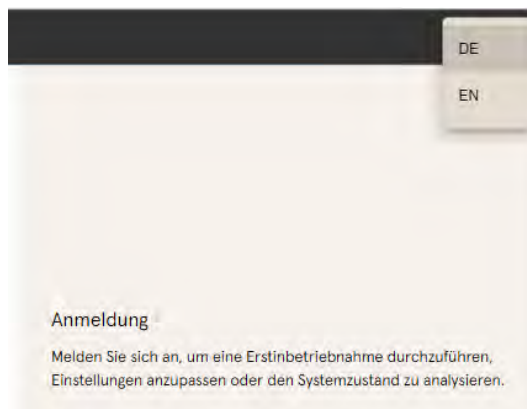 DE
EN
Anmeldung
Melden Sie sich an, um eine Erstinbetriebnahme durchzuführen,
Einstellungen anzupassen oder den Systemzustand zu analysieren.